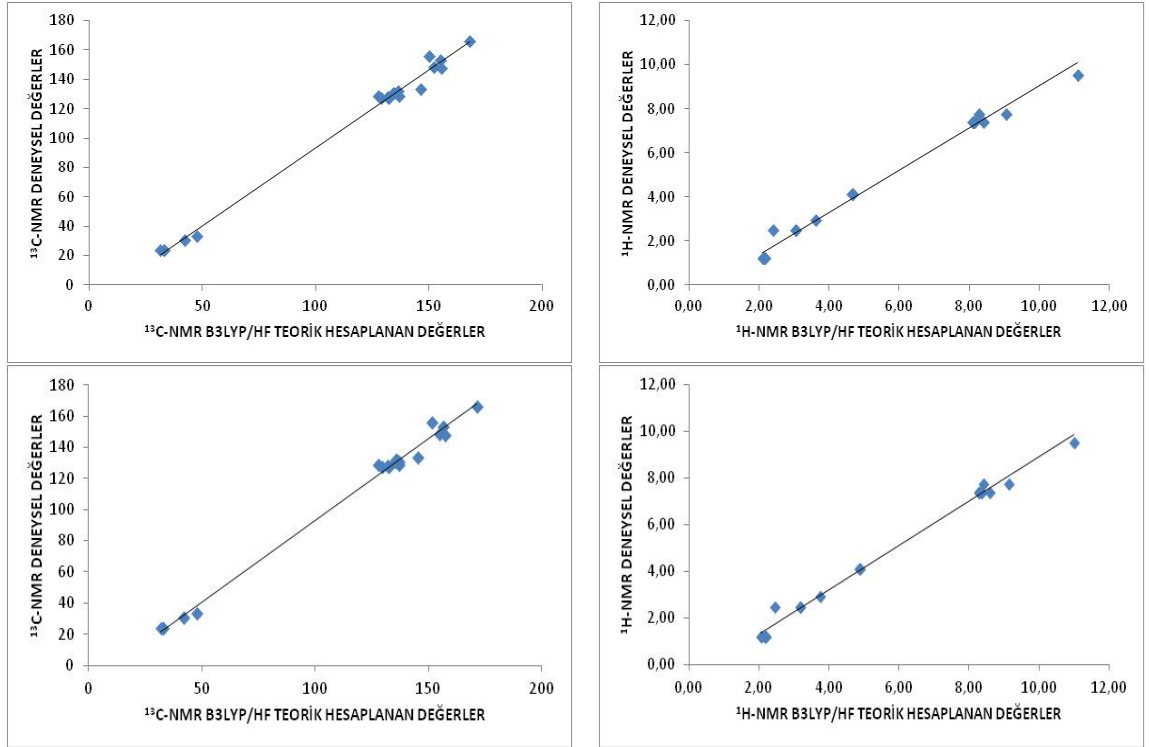 180
160
140
120
100
80
60
40
20
0
¹³C-NMR DENEYSEL DEĞERLER
0 50 100 150 200
¹³C-NMR B3LYP/HF TEORİK HESAPLANAN DEĞERLER
12,00
10,00
8,00
6,00
4,00
2,00
0,00
¹H-NMR DENEYSEL DEĞERLER
0,00 2,00 4,00 6,00 8,00 10,00 12,00
¹H-NMR B3LYP/HF TEORİK HESAPLANAN DEĞERLER
180
160
140
120
100
80
60
40
20
0
¹³C-NMR DENEYSEL DEĞERLER
0 50 100 150 200
¹³C-NMR B3LYP/HF TEORİK HESAPLANAN DEĞERLER
12,00
10,00
8,00
6,00
4,00
2,00
0,00
¹H-NMR DENEYSEL DEĞERLER
0,00 2,00 4,00 6,00 8,00 10,00 12,00
¹H-NMR B3LYP/HF TEORİK HESAPLANAN DEĞERLER